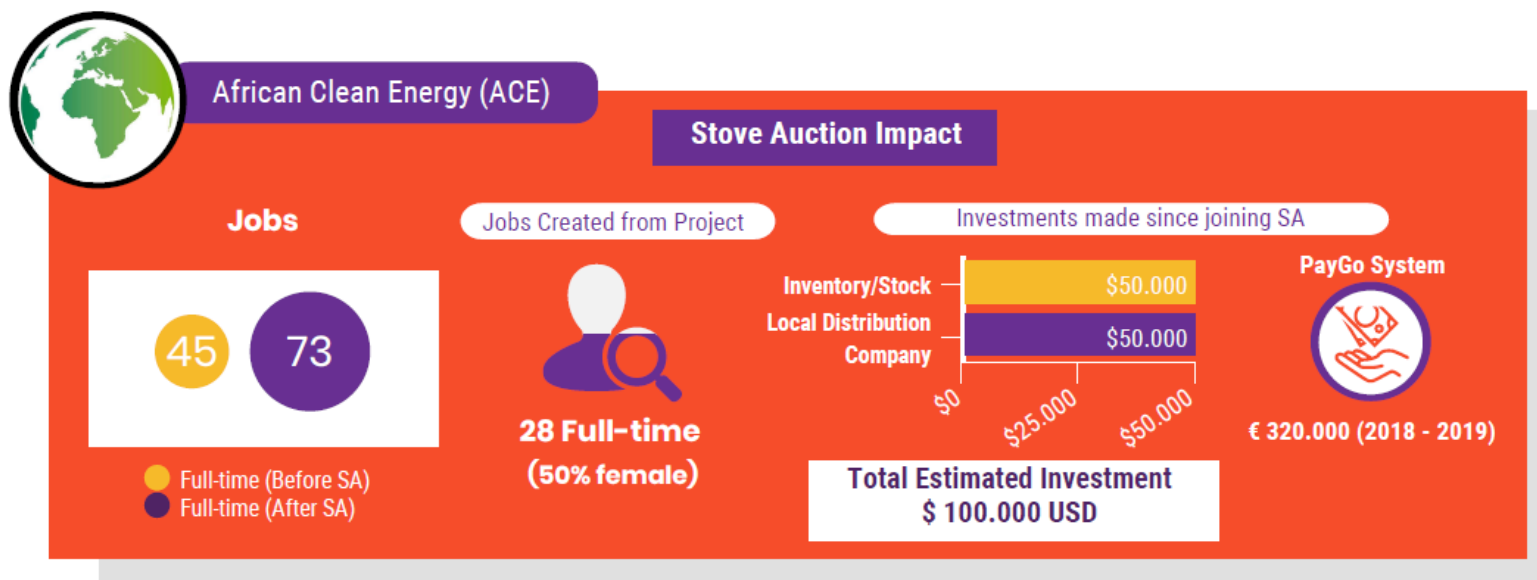 African Clean Energy (ACE)
Stove Auction Impact
Jobs
45
73
Full-time (Before SA)
Full-time (After SA)
Jobs Created from Project
28 Full-time
(50% female)
Investments made since joining SA
Inventory/Stock
$50.000
Local Distribution
Company
$50.000
$0
$25.000
$50.000
Total Estimated Investment
$ 100.000 USD
PayGo System
€ 320.000 (2018 - 2019)